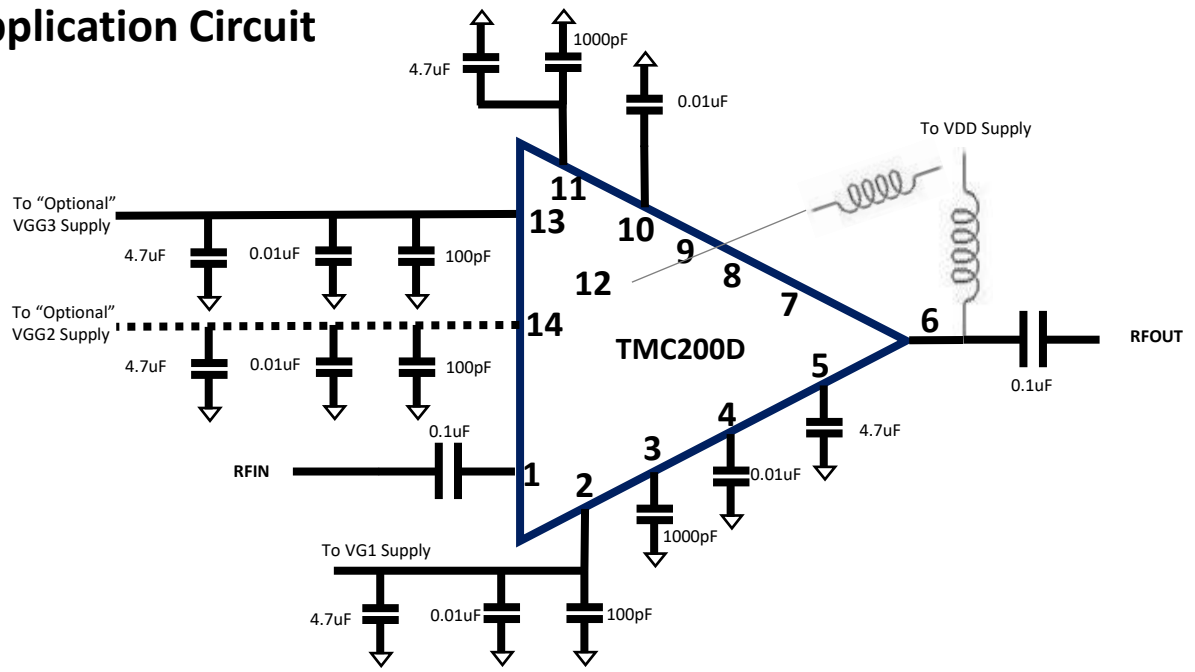 pplication Circuit
1000pF
4.7uF
0.01uF
To VDD Supply
11
To “Optional”
VGG3 Supply
13
10
9
8
7
4.7uF
0.01uF
100pF
12
To “Optional”
VGG2 Supply
14
6
TMC200D
RFOUT
4.7uF
0.01uF
100pF
5
0.1uF
4
4.7uF
0.1uF
3
RFIN
1
2
0.01uF
1000pF
To VG1 Supply
4.7uF
0.01uF
100pF